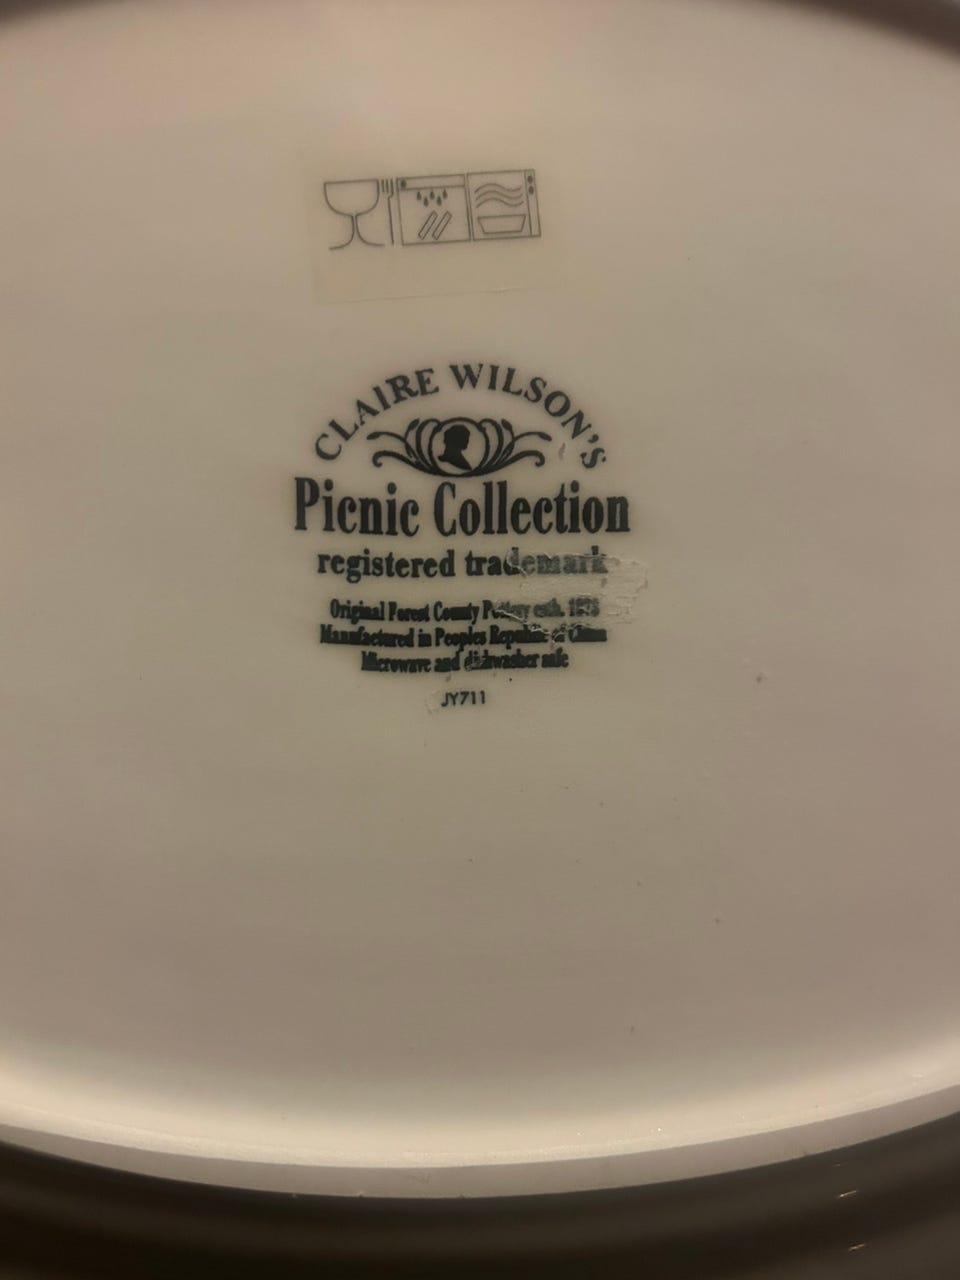 CLAIRE WILSON'S
Picnic Collection
registered trademark
Original Forest County Pottery estb.
Manufactured in Peoples Republic of China
Microwave and dishwasher safe
JY711